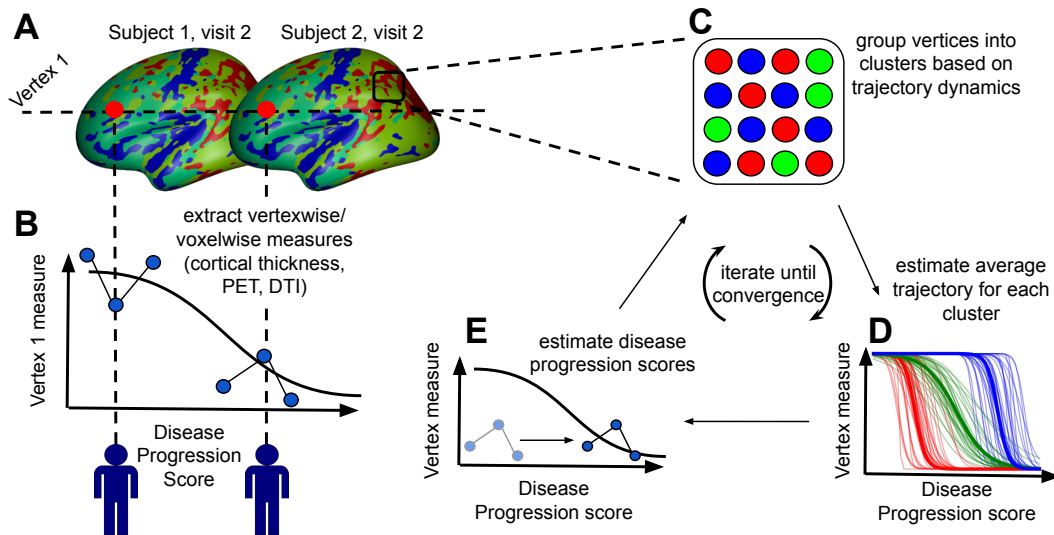 A
Subject 1, visit 2
Subject 2, visit 2
Vertex 1
C
group vertices into
clusters based on
trajectory dynamics
B
extract vertexwise/
voxelwise measures
(cortical thickness,
PET, DTI)
Vertex 1 measure
Disease
Progression
Score
iterate until
convergence
estimate average
trajectory for each
cluster
E
estimate disease
progression scores
Vertex measure
Disease
Progression score
D
Vertex measure
Disease
Progression score